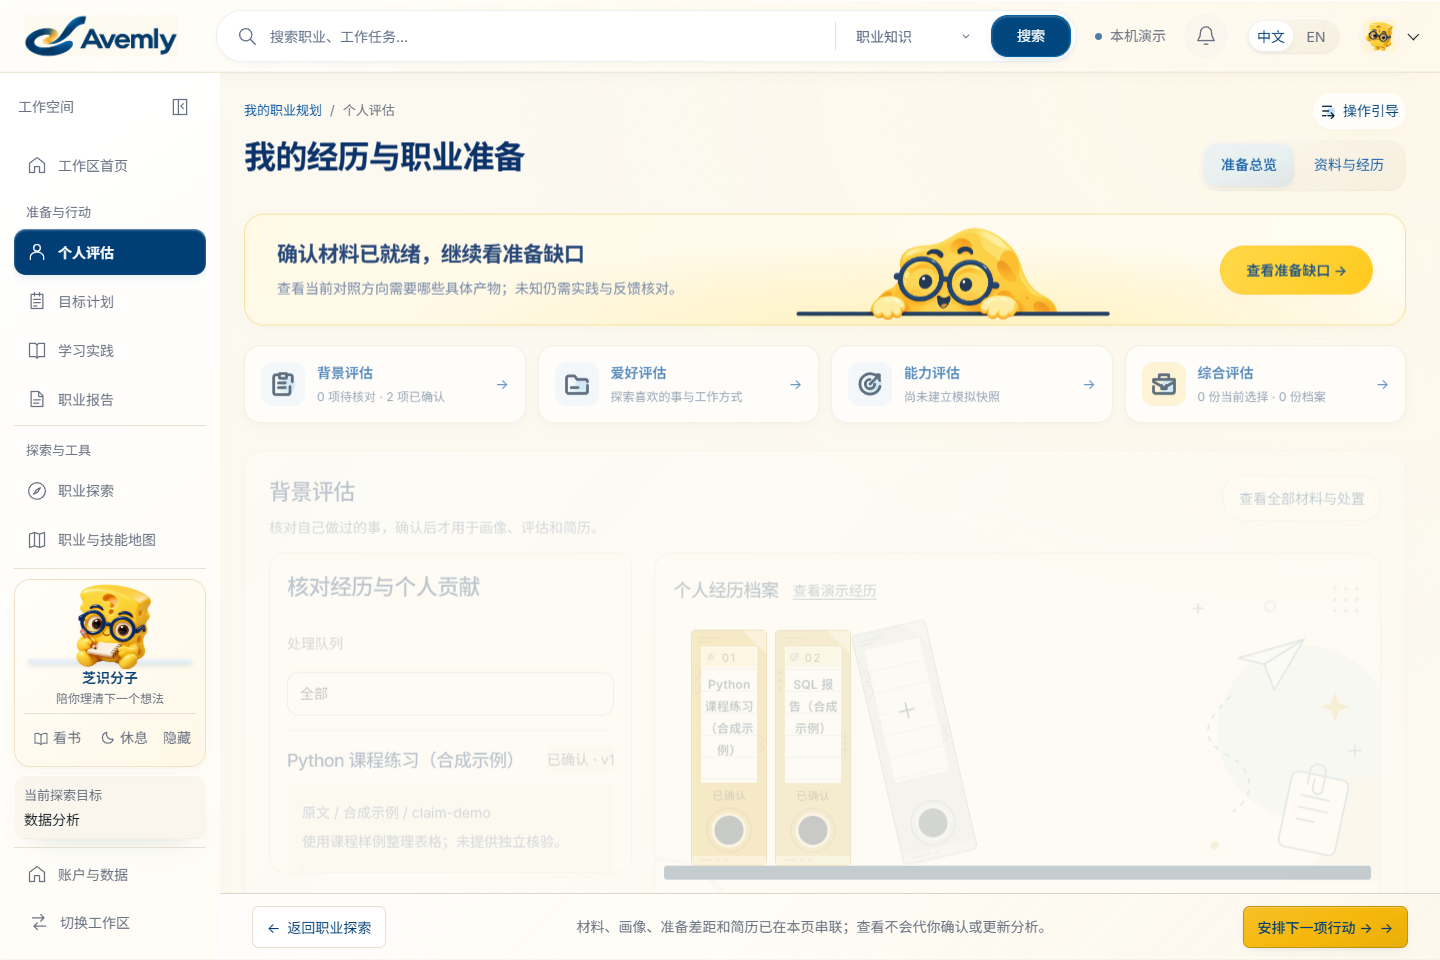 Avemly
搜索职业、工作任务...
职业知识
搜索
本机演示
中文
EN
工作空间
工作区首页
准备与行动
个人评估
目标计划
学习实践
职业报告
探索与工具
职业探索
职业与技能地图
芝识分子
陪你理清下一个想法
看书
休息
隐藏
当前探索目标
数据分析
账户与数据
切换工作区
我的职业规划 / 个人评估
操作引导
我的经历与职业准备
准备总览
资料与经历
确认材料已就绪，继续看准备缺口
查看当前对照方向需要哪些具体产物；未知仍需实践与反馈核对。
查看准备缺口 →
背景评估
0 项待核对 · 2 项已确认
→
爱好评估
探索喜欢的事与工作方式
→
能力评估
尚未建立模拟快照
→
综合评估
0 份当前选择 · 0 份档案
→
背景评估
核对自己做过的事，确认后才用于画像、评估和简历。
查看全部材料与处置
核对经历与个人贡献
处理队列
全部
Python 课程练习（合成示例）
已确认 · v1
原文 / 合成示例 / claim-demo
使用课程样例整理表格；未提供独立核验。
个人经历档案
查看演示经历
01
Python
课程练习
（合成示
例）
已确认
02
SQL 报
告（合成
示例）
已确认
← 返回职业探索
材料、画像、准备差距和简历已在本页串联；查看不会代你确认或更新分析。
安排下一项行动 → →